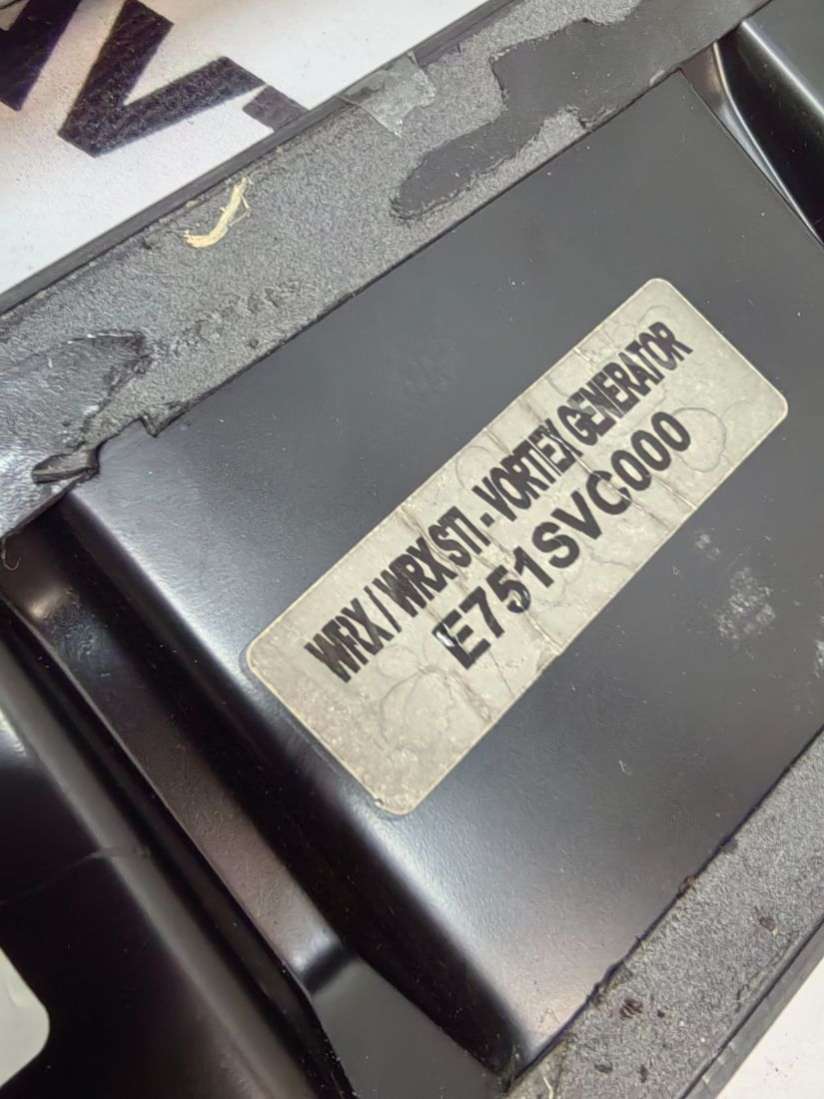 WRX / WRX STI - VORTEX GENERATOR
E751SVC000